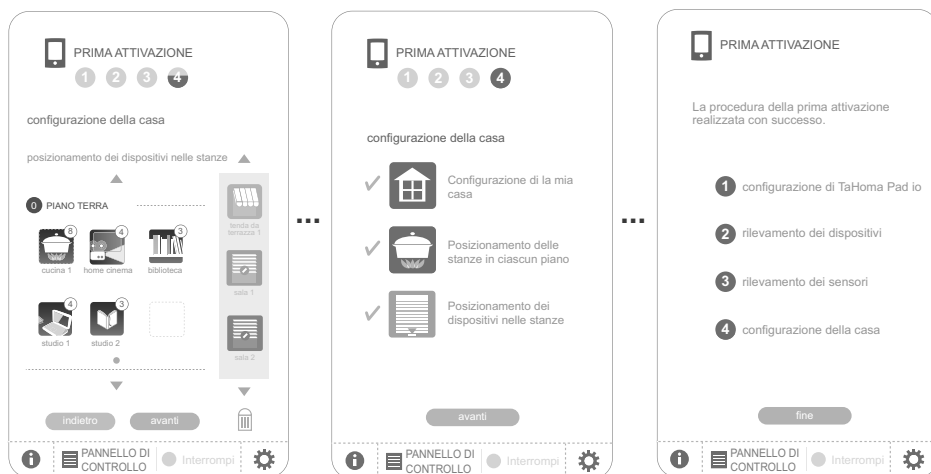 PRIMA ATTIVAZIONE
1 2 3 4
configurazione della casa
posizionamento dei dispositivi nelle stanze
0 PIANO TERRA
8 4 3
cucina 1 home cinema biblioteca
4 3
studio 1 studio 2
tenda da
terrazza 1
sala 1
sala 2
indietro avanti
i PANNELLO DI
CONTROLLO Interrompi
...
PRIMA ATTIVAZIONE
1 2 3 4
configurazione della casa
Configurazione di la mia
casa
Posizionamento delle
stanze in ciascun piano
Posizionamento dei
dispositivi nelle stanze
avanti
i PANNELLO DI
CONTROLLO Interrompi
...
PRIMA ATTIVAZIONE
La procedura della prima attivazione
realizzata con successo.
1 configurazione di TaHoma Pad io
2 rilevamento dei dispositivi
3 rilevamento dei sensori
4 configurazione della casa
fine
i PANNELLO DI
CONTROLLO Interrompi